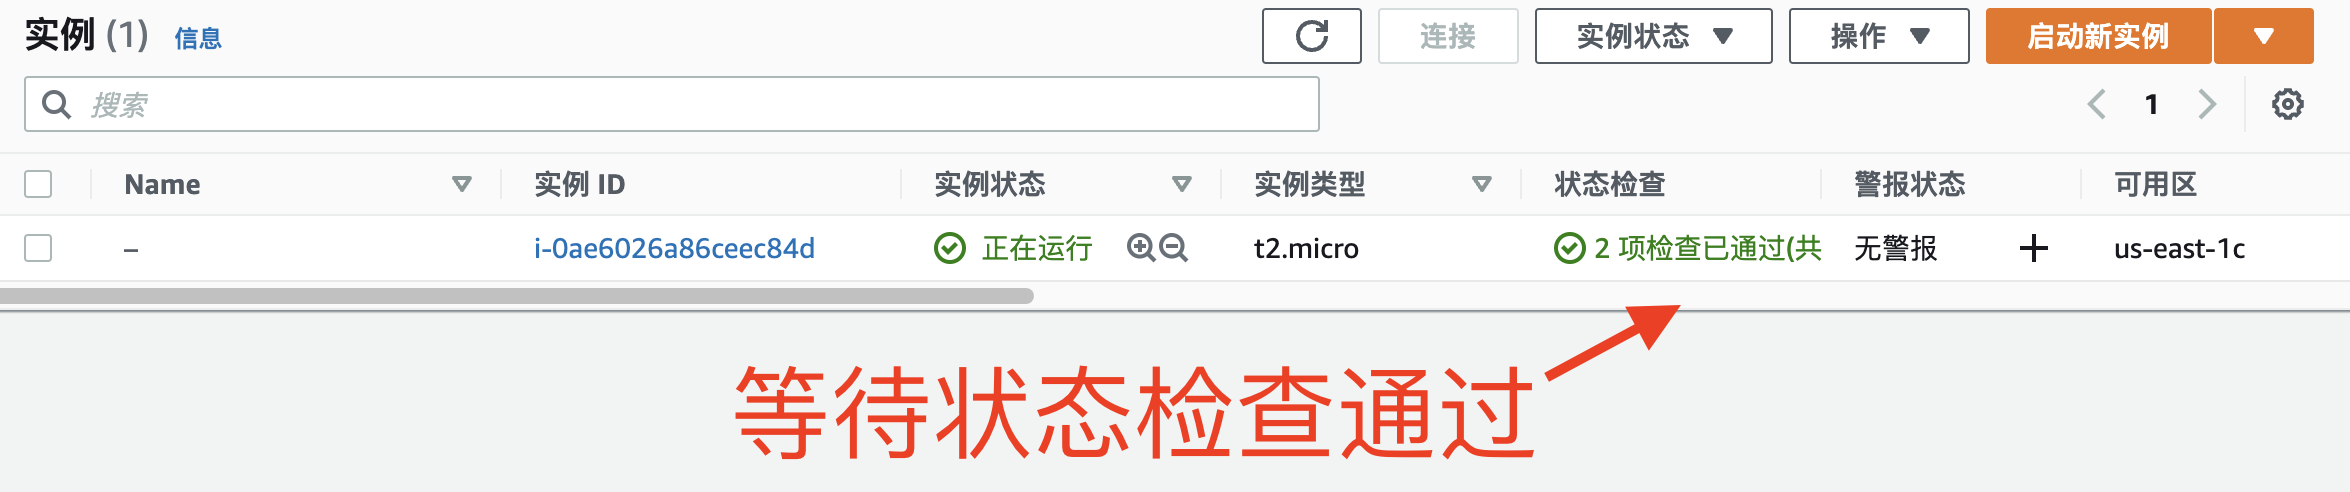 实例 (1) 信息 连接 实例状态 操作 启动新实例
搜索 1
Name 实例 ID 实例状态 实例类型 状态检查 警报状态 可用区
– i-0ae6026a86ceec84d 正在运行 t2.micro 2 项检查已通过(共 无警报 us-east-1c
等待状态检查通过